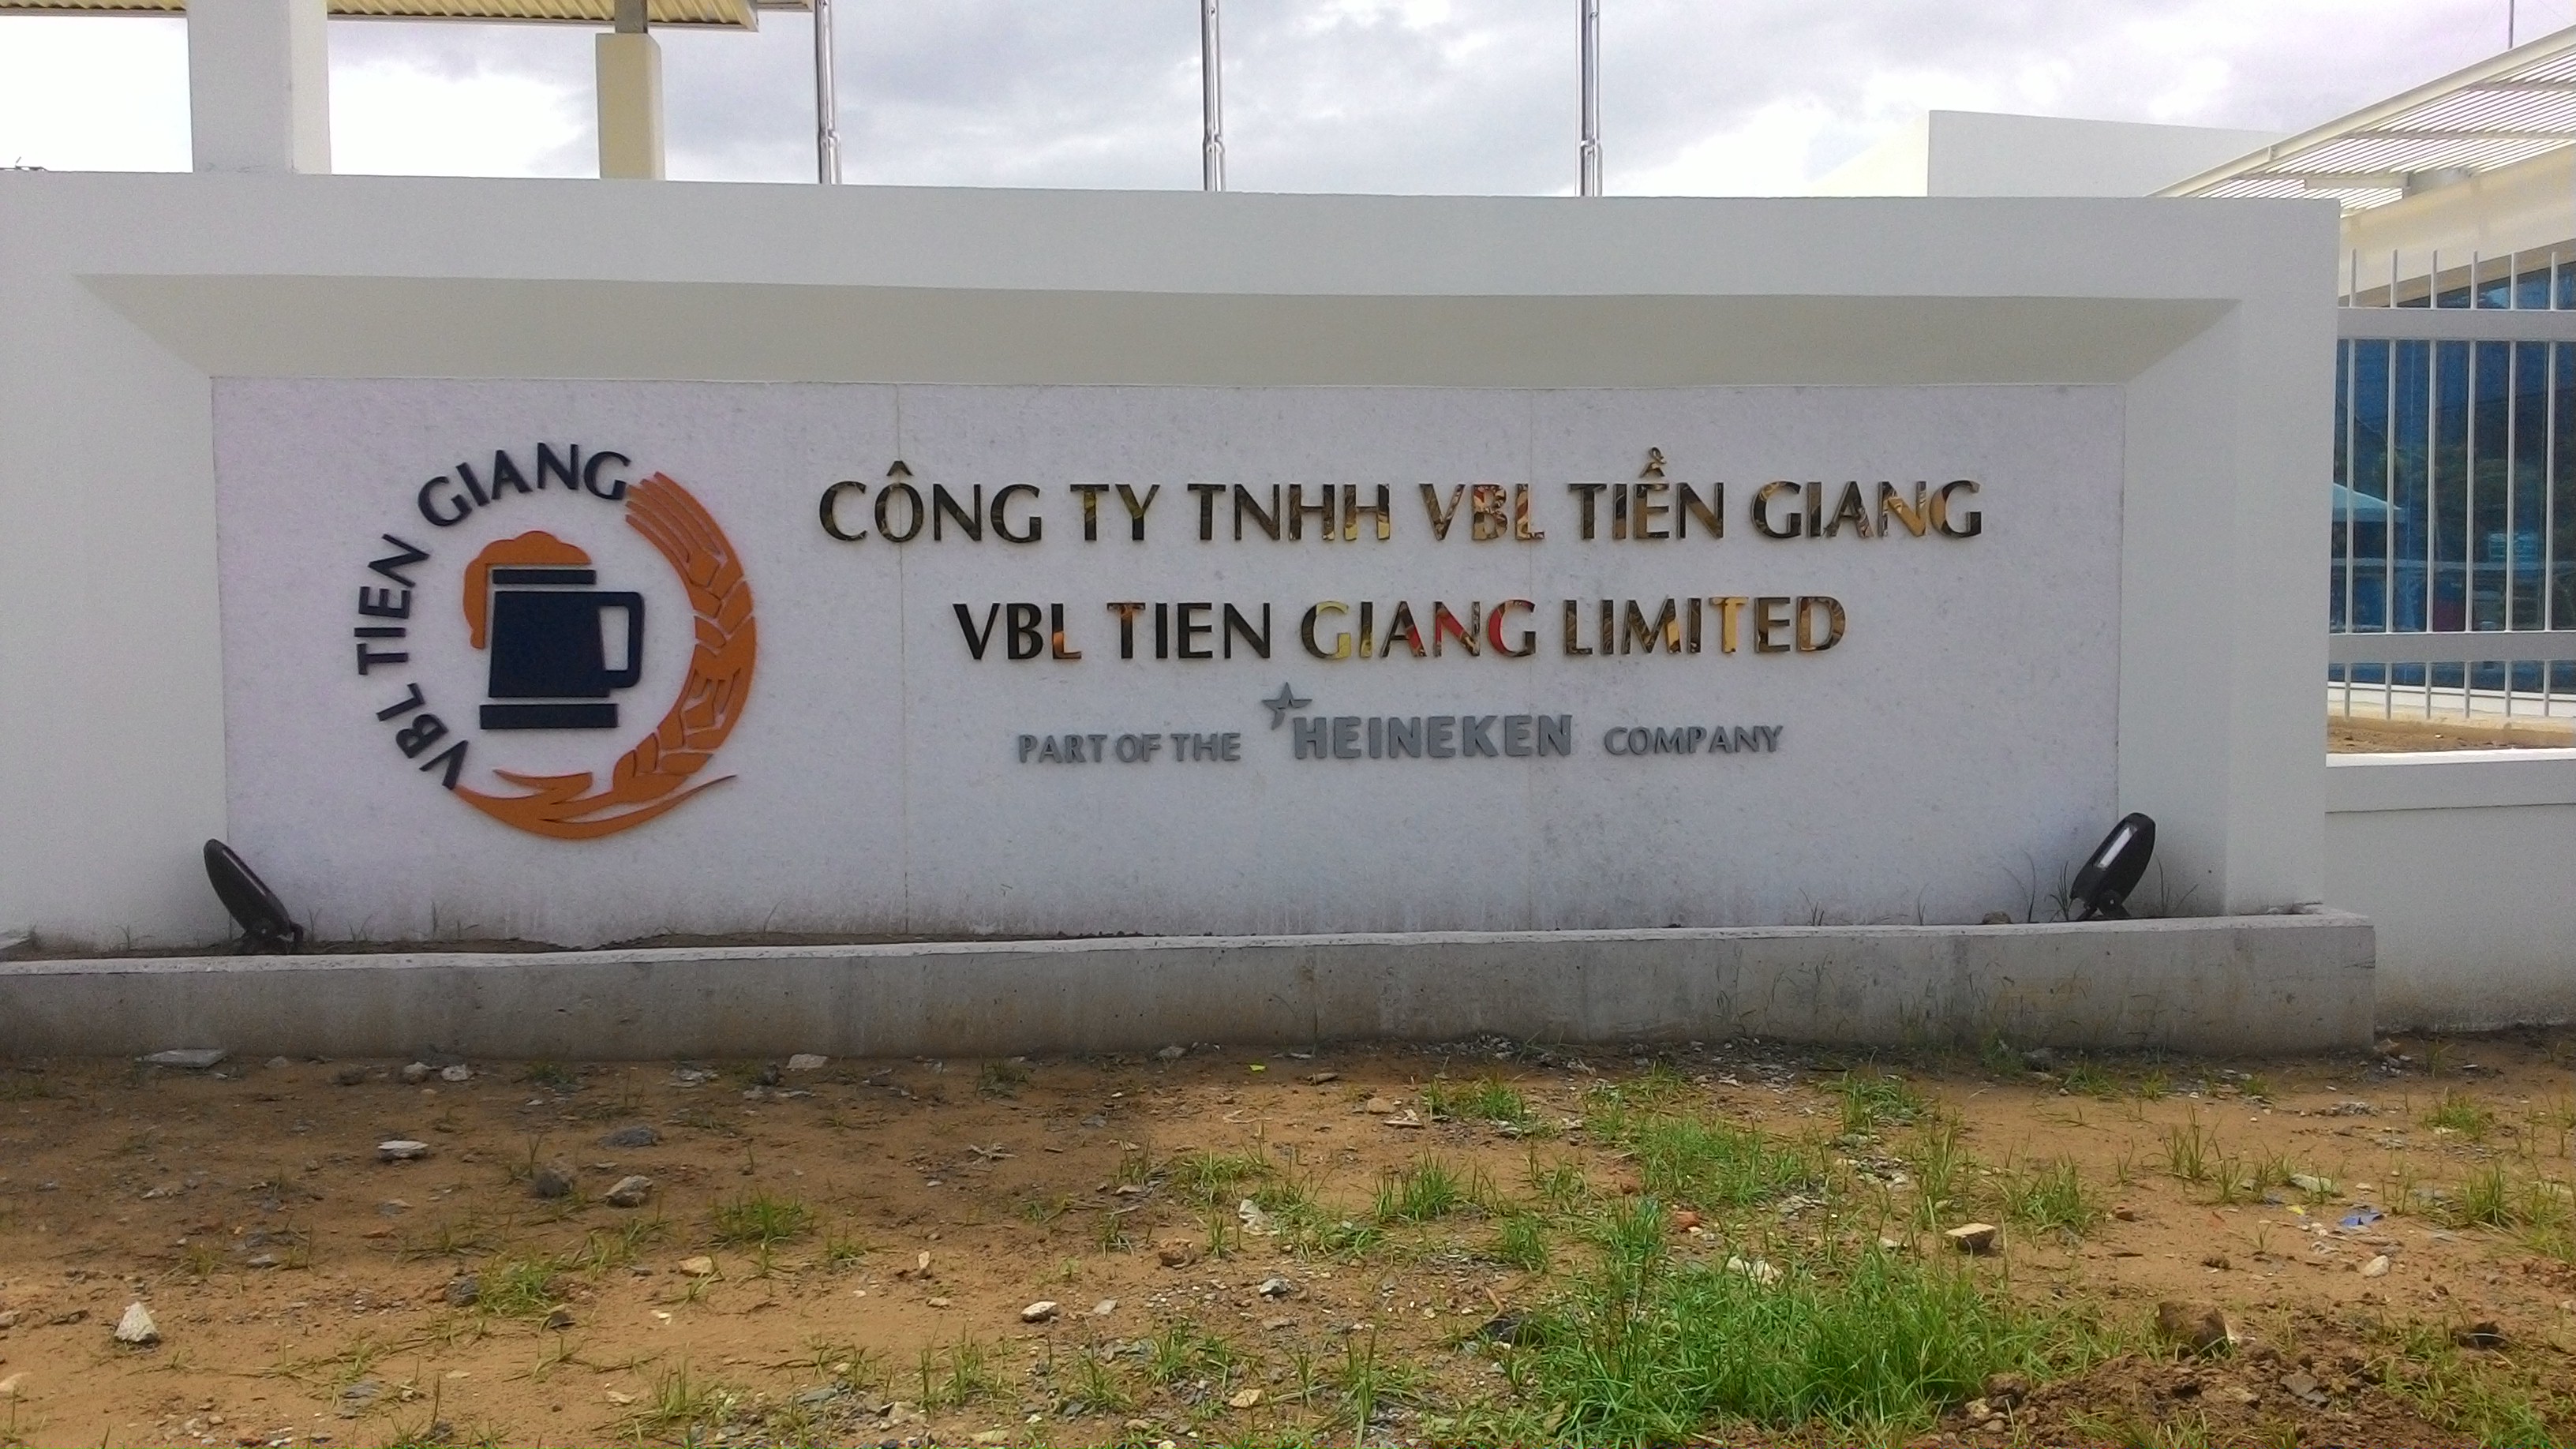 VBL TIEN GIANG
CÔNG TY TNHH VBL TIỀN GIANG
VBL TIEN GIANG LIMITED
PART OF THE HEINEKEN COMPANY